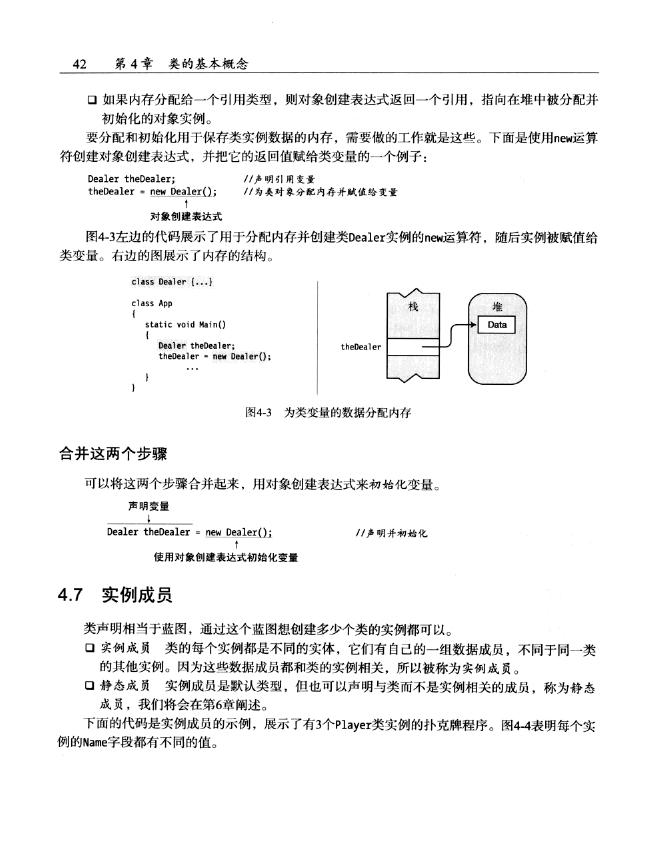 42 第4章 类的基本概念
❑ 如果内存分配给一个引用类型，则对象创建表达式返回一个引用，指向在堆中被分配并
初始化的对象实例。
要分配和初始化用于保存类实例数据的内存，需要做的工作就是这些。下面是使用new运算
符创建对象创建表达式，并把它的返回值赋给类变量的一个例子：
Dealer theDealer; //声明引用变量
theDealer = new Dealer(); //为类对象分配内存并赋值给变量
↑
对象创建表达式
图4-3左边的代码展示了用于分配内存并创建类Dealer实例的new运算符，随后实例被赋值给
类变量。右边的图展示了内存的结构。
class Dealer {...}
class App
{
static void Main()
{
Dealer theDealer;
theDealer = new Dealer();
...
}
}
栈
堆
Data
theDealer
图4-3 为类变量的数据分配内存
合并这两个步骤
可以将这两个步骤合并起来，用对象创建表达式来初始化变量。
声明变量
↓
Dealer theDealer = new Dealer(); //声明并初始化
↑
使用对象创建表达式初始化变量
4.7 实例成员
类声明相当于蓝图，通过这个蓝图想创建多少个类的实例都可以。
❑ 实例成员 类的每个实例都是不同的实体，它们有自己的一组数据成员，不同于同一类
的其他实例。因为这些数据成员都和类的实例相关，所以被称为实例成员。
❑ 静态成员 实例成员是默认类型，但也可以声明与类而不是实例相关的成员，称为静态
成员，我们将会在第6章阐述。
下面的代码是实例成员的示例，展示了有3个Player类实例的扑克牌程序。图4-4表明每个实
例的Name字段都有不同的值。